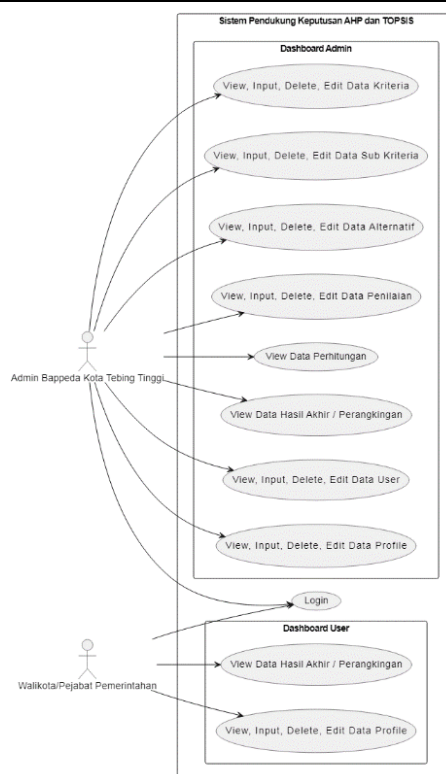 Sistem Pendukung Keputusan AHP dan TOPSIS
Dashboard Admin
View, Input, Delete, Edit Data Kriteria
View, Input, Delete, Edit Data Sub Kriteria
View, Input, Delete, Edit Data Alternatif
View, Input, Delete, Edit Data Penilaian
View Data Perhitungan
Admin Bappeda Kota Tebing Tinggi
View Data Hasil Akhir / Perangkingan
View, Input, Delete, Edit Data User
View, Input, Delete, Edit Data Profile
Login
Dashboard User
View Data Hasil Akhir / Perangkingan
Walikota/Pejabat Pemerintahan
View, Input, Delete, Edit Data Profile